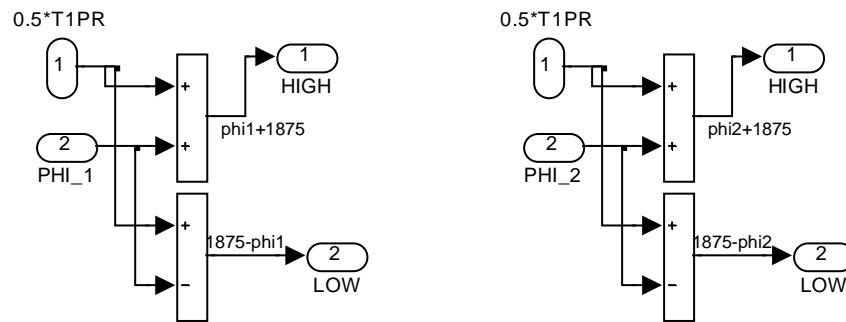 0.5*T1PR
1
+
1
HIGH
phi1+1875
2
+
PHI_1
+
1875-phi1
2
−
LOW
0.5*T1PR
1
+
1
HIGH
phi2+1875
2
+
PHI_2
+
1875-phi2
2
−
LOW